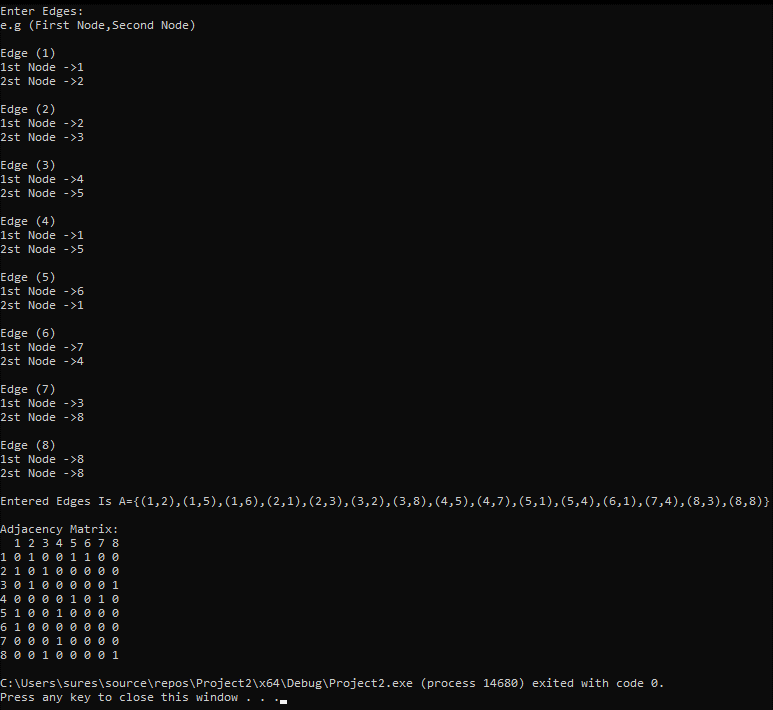 Enter Edges:
e.g (First Node,Second Node)
Edge (1)
1st Node ->1
2st Node ->2
Edge (2)
1st Node ->2
2st Node ->3
Edge (3)
1st Node ->4
2st Node ->5
Edge (4)
1st Node ->1
2st Node ->5
Edge (5)
1st Node ->6
2st Node ->1
Edge (6)
1st Node ->7
2st Node ->4
Edge (7)
1st Node ->3
2st Node ->8
Edge (8)
1st Node ->8
2st Node ->8
Entered Edges Is A={(1,2),(1,5),(1,6),(2,1),(2,3),(3,2),(3,8),(4,5),(4,7),(5,1),(5,4),(6,1),(7,4),(8,3),(8,8)}
Adjacency Matrix:
  1 2 3 4 5 6 7 8
1 0 1 0 0 1 1 0 0
2 1 0 1 0 0 0 0 0
3 0 1 0 0 0 0 0 1
4 0 0 0 0 1 0 1 0
5 1 0 0 1 0 0 0 0
6 1 0 0 0 0 0 0 0
7 0 0 0 1 0 0 0 0
8 0 0 1 0 0 0 0 1
C:\Users\sures\source\repos\Project2\x64\Debug\Project2.exe (process 14680) exited with code 0.
Press any key to close this window . . .